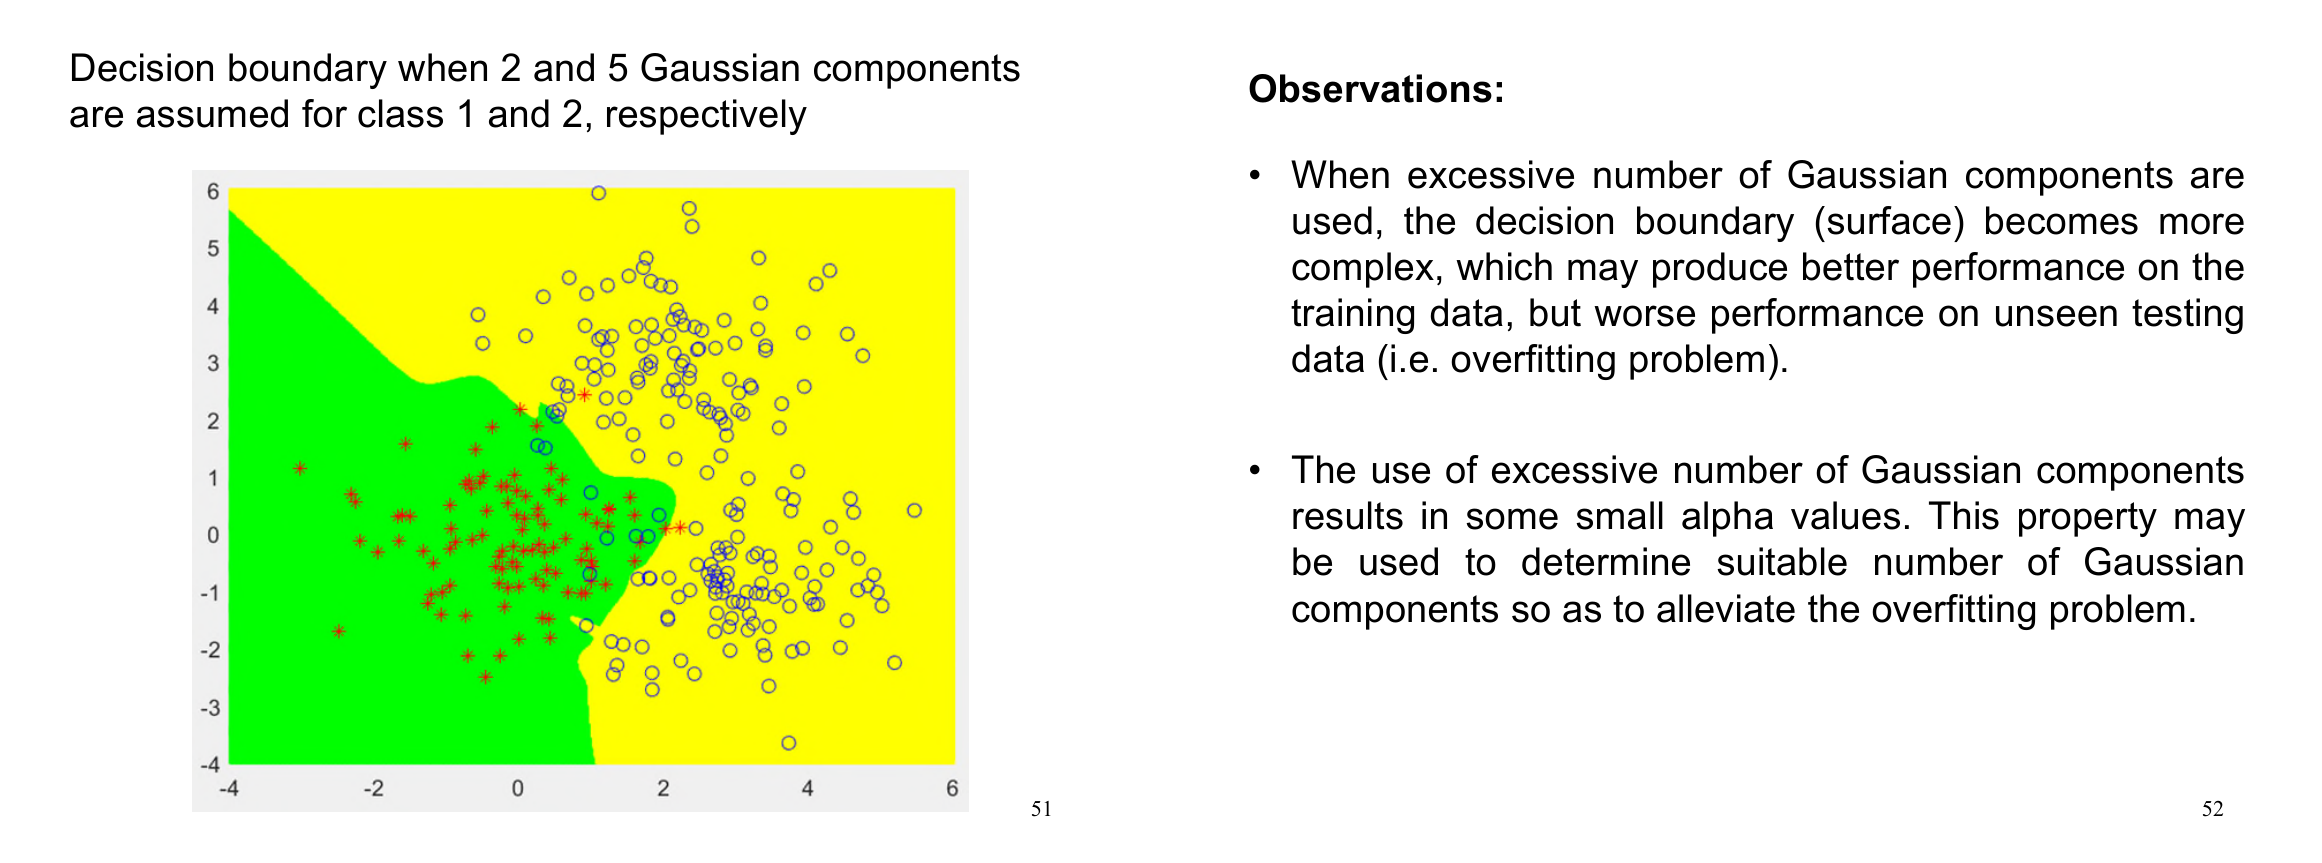 Decision boundary when 2 and 5 Gaussian components
are assumed for class 1 and 2, respectively
6
5
4
3
2
1
0
-1
-2
-3
-4
-4
-2
0
2
4
6
51
Observations:
• When excessive number of Gaussian components are
used, the decision boundary (surface) becomes more
complex, which may produce better performance on the
training data, but worse performance on unseen testing
data (i.e. overfitting problem).
• The use of excessive number of Gaussian components
results in some small alpha values. This property may
be used to determine suitable number of Gaussian
components so as to alleviate the overfitting problem.
52